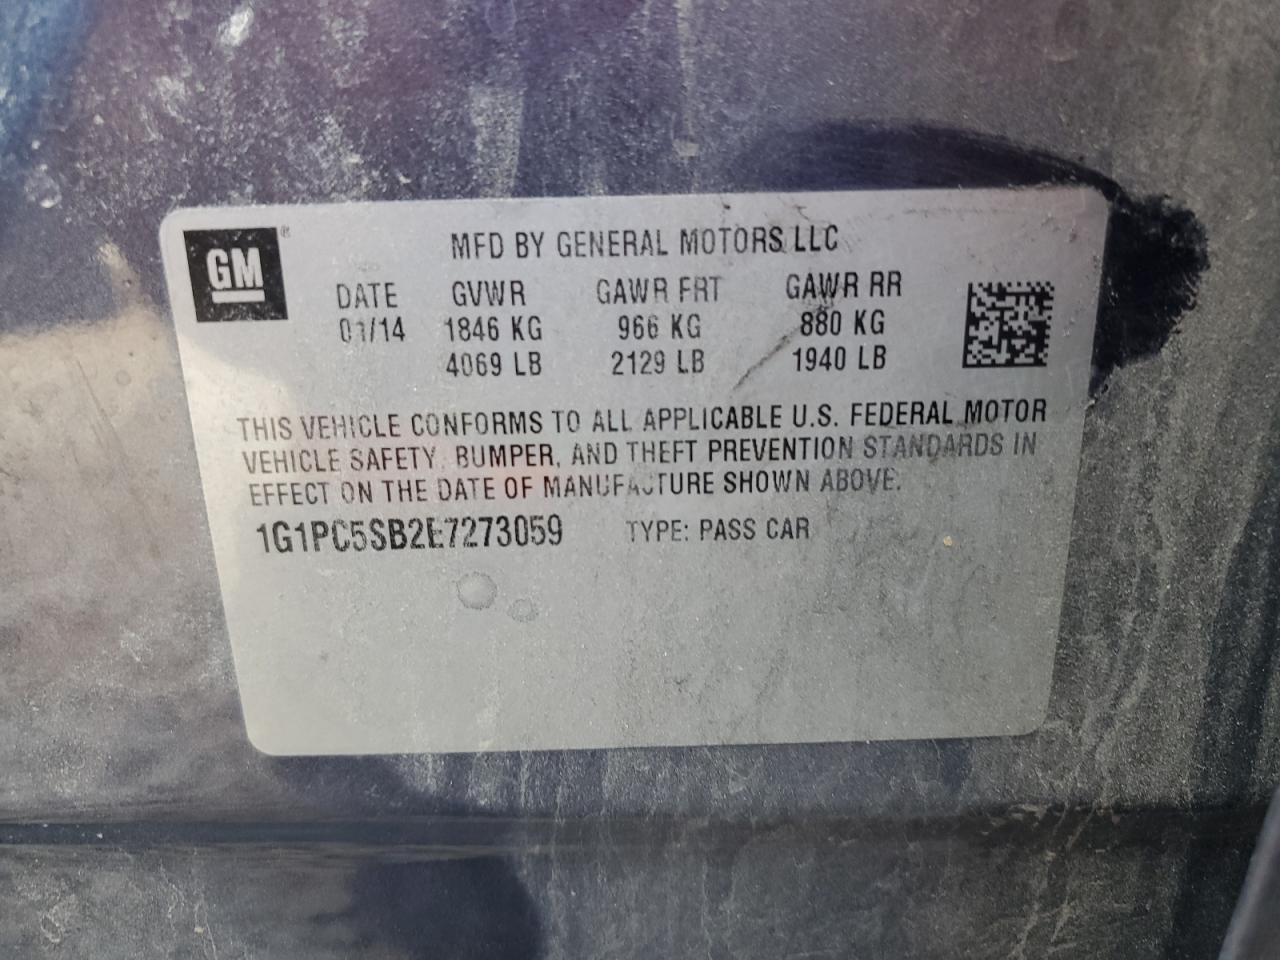 GM ®
MFD BY GENERAL MOTORS LLC
DATE GVWR GAWR FRT GAWR RR
01/14 1846 KG 966 KG 880 KG
4069 LB 2129 LB 1940 LB
THIS VEHICLE CONFORMS TO ALL APPLICABLE U.S. FEDERAL MOTOR
VEHICLE SAFETY, BUMPER, AND THEFT PREVENTION STANDARDS IN
EFFECT ON THE DATE OF MANUFACTURE SHOWN ABOVE.
1G1PC5SB2E7273059 TYPE: PASS CAR